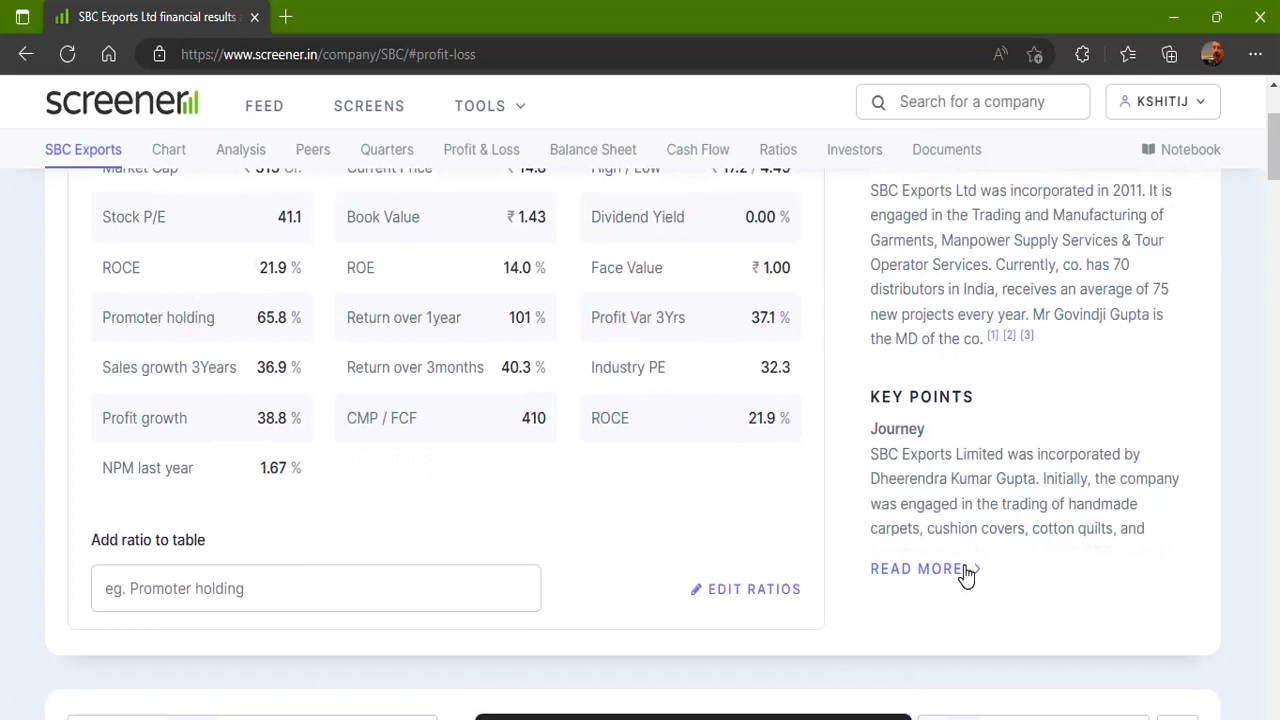 SBC Exports Ltd financial results
https://www.screener.in/company/SBC/#profit-loss
screener
FEED
SCREENS
TOOLS
Search for a company
KSHITIJ
SBC Exports
Chart
Analysis
Peers
Quarters
Profit & Loss
Balance Sheet
Cash Flow
Ratios
Investors
Documents
Notebook
Market Cap
Current Price
High / Low
Stock P/E 41.1
Book Value ₹ 1.43
Dividend Yield 0.00 %
ROCE 21.9 %
ROE 14.0 %
Face Value ₹ 1.00
Promoter holding 65.8 %
Return over 1year 101 %
Profit Var 3Yrs 37.1 %
Sales growth 3Years 36.9 %
Return over 3months 40.3 %
Industry PE 32.3
Profit growth 38.8 %
CMP / FCF 410
ROCE 21.9 %
NPM last year 1.67 %
Add ratio to table
eg. Promoter holding
EDIT RATIOS
SBC Exports Ltd was incorporated in 2011. It is
engaged in the Trading and Manufacturing of
Garments, Manpower Supply Services & Tour
Operator Services. Currently, co. has 70
distributors in India, receives an average of 75
new projects every year. Mr Govindji Gupta is
the MD of the co. [1] [2] [3]
KEY POINTS
Journey
SBC Exports Limited was incorporated by
Dheerendra Kumar Gupta. Initially, the company
was engaged in the trading of handmade
carpets, cushion covers, cotton quilts, and
READ MORE